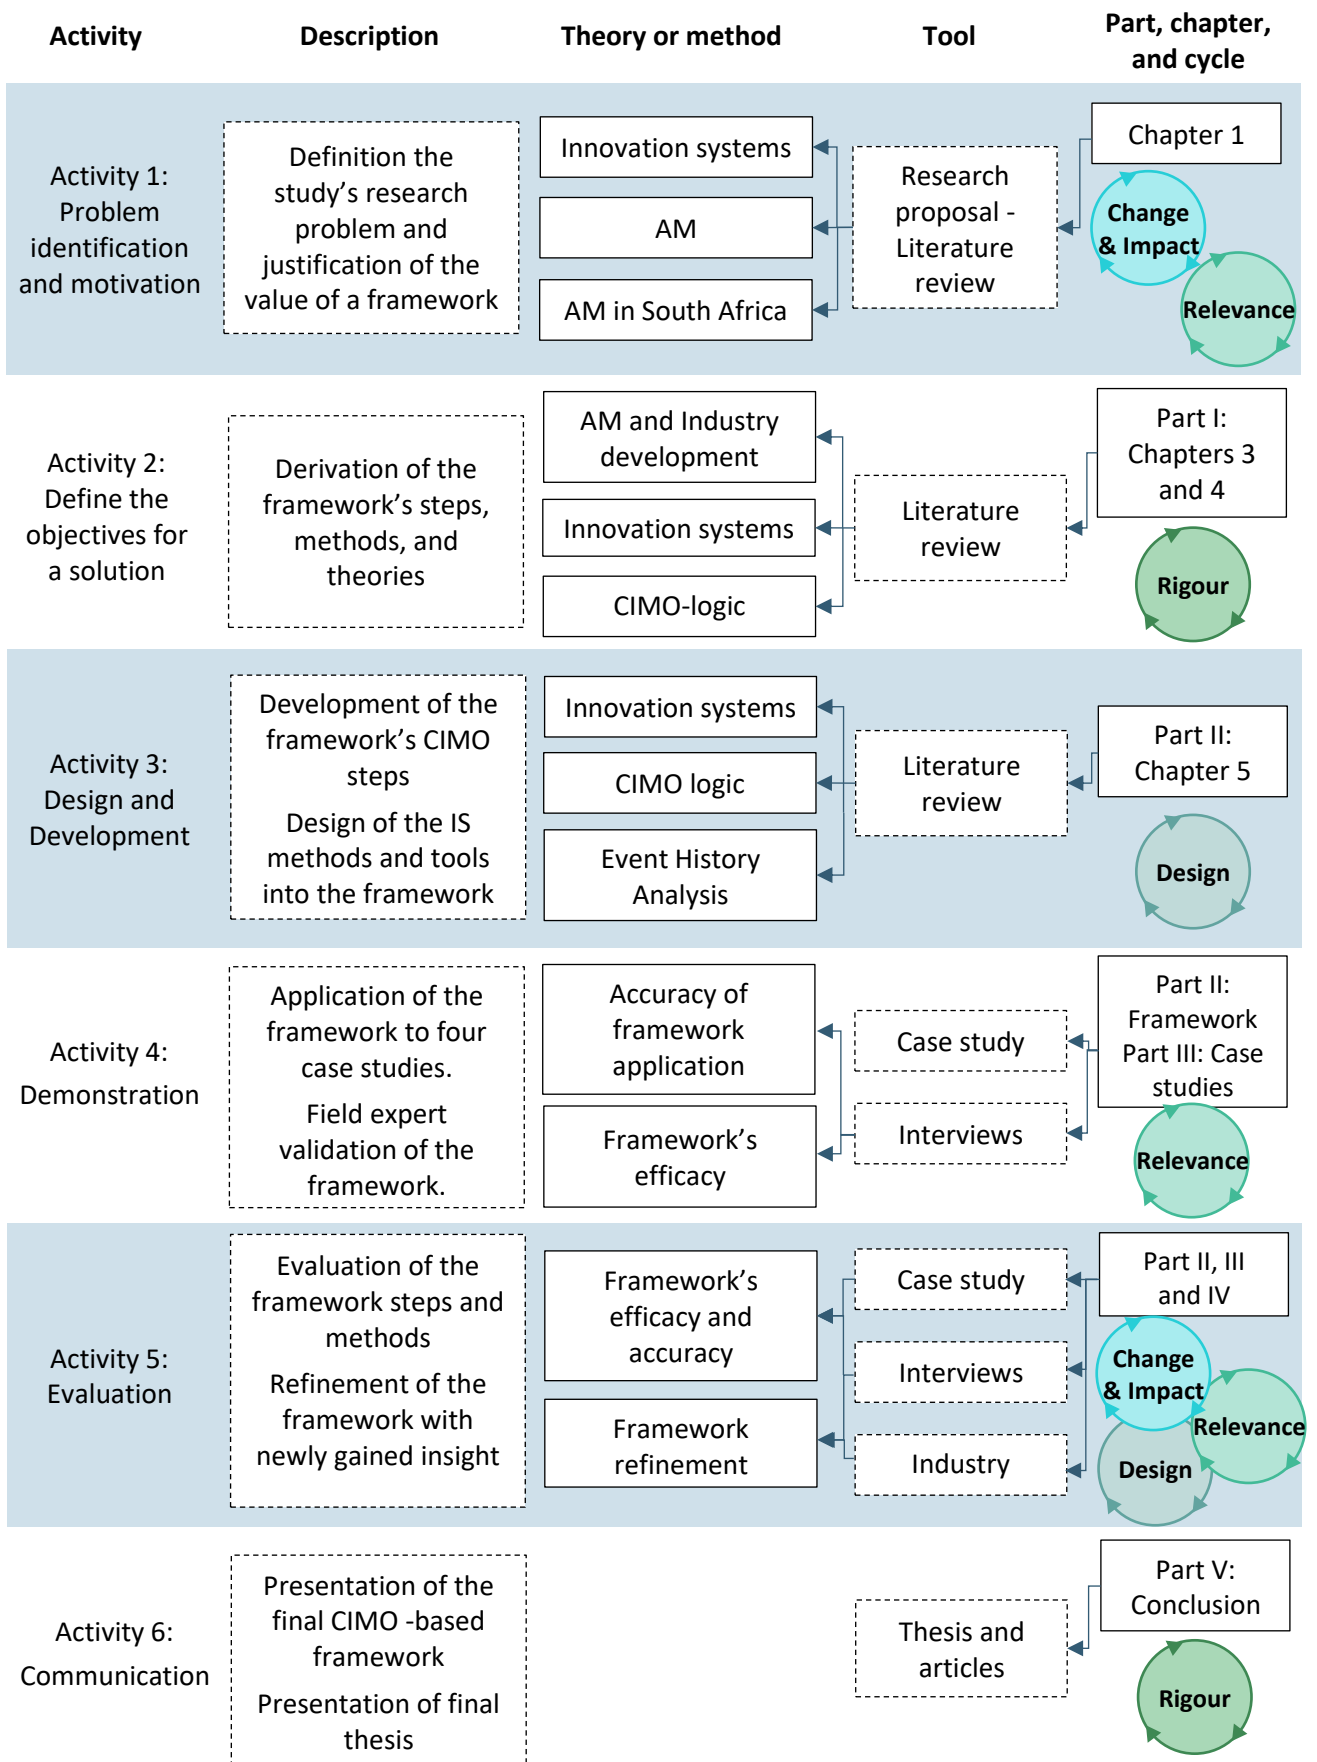 Activity
Description
Theory or method
Tool
Part, chapter,
and cycle
Activity 1:
Problem
identification
and motivation
Definition the
study's research
problem and
justification of the
value of a framework
Innovation systems
AM
AM in South Africa
Research
proposal -
Literature
review
Chapter 1
Change
& Impact
Relevance
Activity 2:
Define the
objectives for
a solution
Derivation of the
framework's steps,
methods, and
theories
AM and Industry
development
Innovation systems
CIMO-logic
Literature
review
Part I:
Chapters 3
and 4
Rigour
Activity 3:
Design and
Development
Development of the
framework's CIMO
steps
Design of the IS
methods and tools
into the framework
Innovation systems
CIMO logic
Event History
Analysis
Literature
review
Part II:
Chapter 5
Design
Activity 4:
Demonstration
Application of the
framework to four
case studies.
Field expert
validation of the
framework.
Accuracy of
framework
application
Framework's
efficacy
Case study
Interviews
Part II:
Framework
Part III: Case
studies
Relevance
Activity 5:
Evaluation
Evaluation of the
framework steps and
methods
Refinement of the
framework with
newly gained insight
Framework's
efficacy and
accuracy
Framework
refinement
Case study
Interviews
Industry
Part II, III
and IV
Change
& Impact
Relevance
Design
Activity 6:
Communication
Presentation of the
final CIMO -based
framework
Presentation of final
thesis
Thesis and
articles
Part V:
Conclusion
Rigour